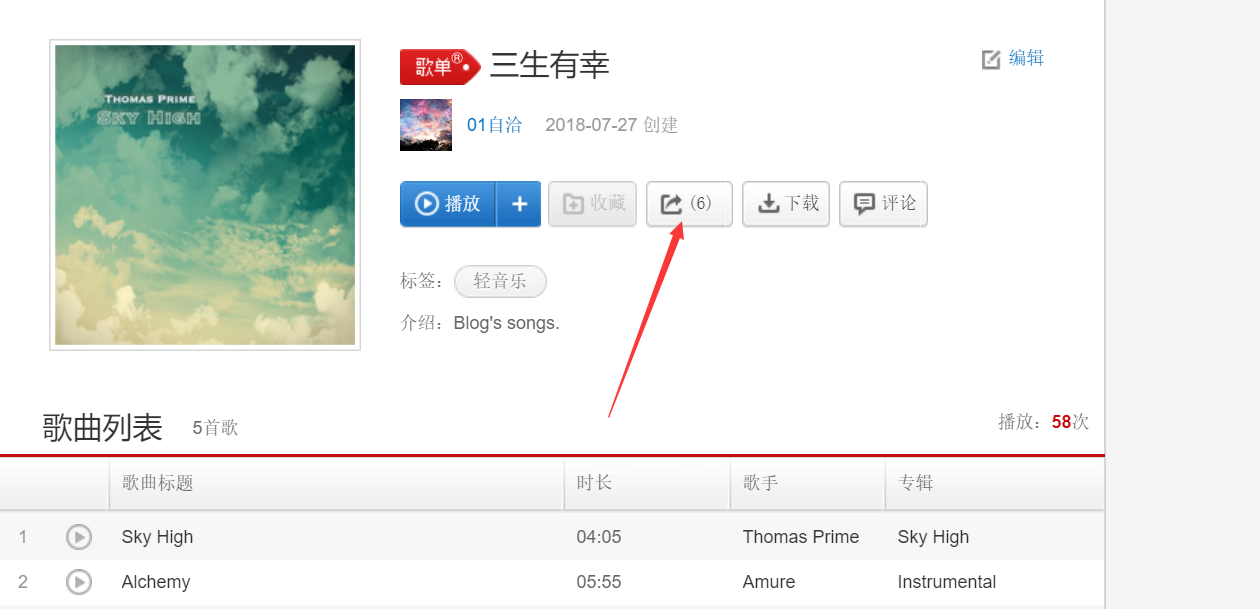 THOMAS PRIME
SKY HIGH
歌单® 三生有幸
编辑
01自洽 2018-07-27 创建
播放 + 收藏 (6) 下载 评论
标签： 轻音乐
介绍：Blog's songs.
歌曲列表 5首歌
播放：58次
歌曲标题 时长 歌手 专辑
1 Sky High 04:05 Thomas Prime Sky High
2 Alchemy 05:55 Amure Instrumental